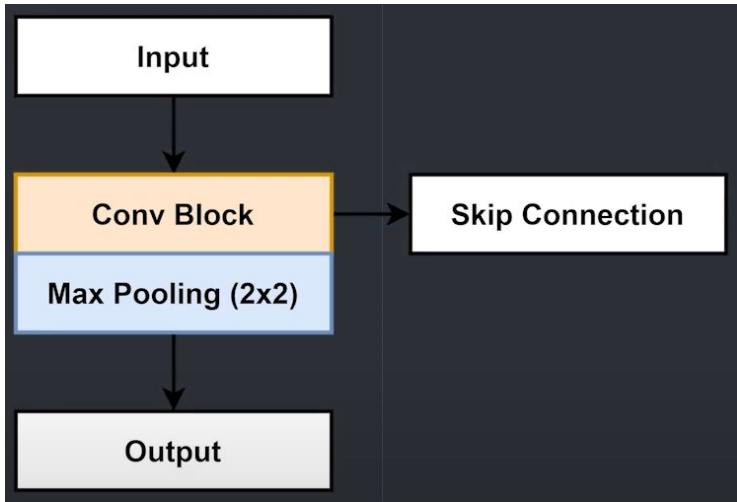 Input
Conv Block
Skip Connection
Max Pooling (2x2)
Output